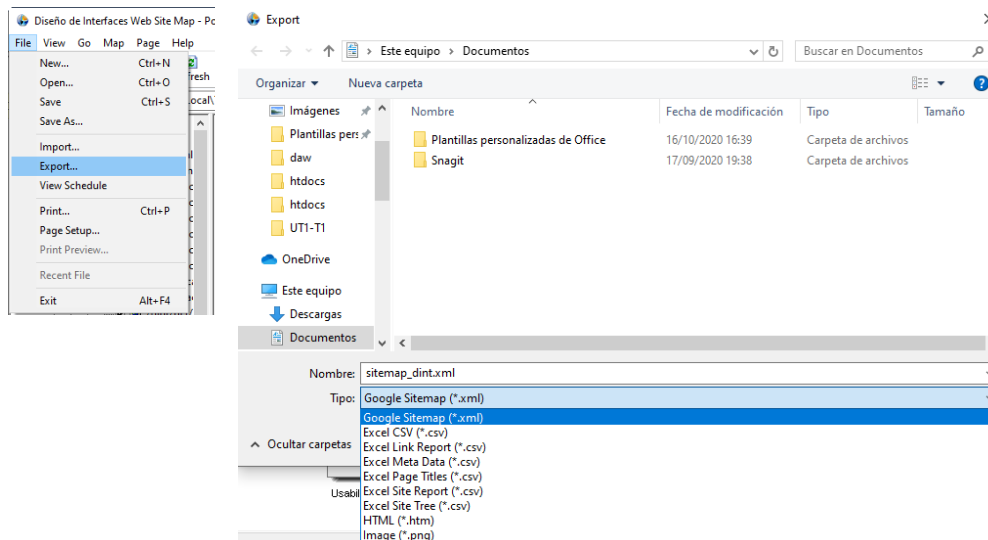 Diseño de Interfaces Web Site Map - Po
File View Go Map Page Help
New... Ctrl+N
fresh
Open... Ctrl+O
Save Ctrl+S
ocal\
Save As...
Import...
Export...
View Schedule
Print... Ctrl+P
Page Setup...
Print Preview...
Recent File
Exit Alt+F4
Export
Este equipo > Documentos
Buscar en Documentos
Organizar
Nueva carpeta
Nombre Fecha de modificación Tipo Tamaño
Imágenes
Plantillas pers
daw
htdocs
htdocs
UT1-T1
OneDrive
Este equipo
Descargas
Documentos
Plantillas personalizadas de Office 16/10/2020 16:39 Carpeta de archivos
Snagit 17/09/2020 19:38 Carpeta de archivos
Nombre: sitemap_dint.xml
Tipo: Google Sitemap (*.xml)
Google Sitemap (*.xml)
Excel CSV (*.csv)
Excel Link Report (*.csv)
Excel Meta Data (*.csv)
Excel Page Titles (*.csv)
Excel Site Report (*.csv)
Excel Site Tree (*.csv)
HTML (*.htm)
Image (*.png)
Ocultar carpetas
Usabil